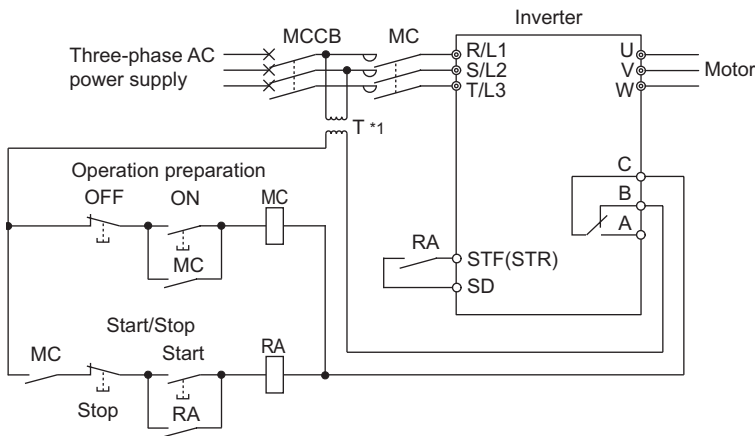 Inverter
MCCB
MC
Three-phase AC
power supply
R/L1
S/L2
T/L3
U
V
W
Motor
T *1
Operation preparation
OFF
ON
MC
MC
C
B
A
RA
STF(STR)
SD
Start/Stop
MC
Start
RA
Stop
RA